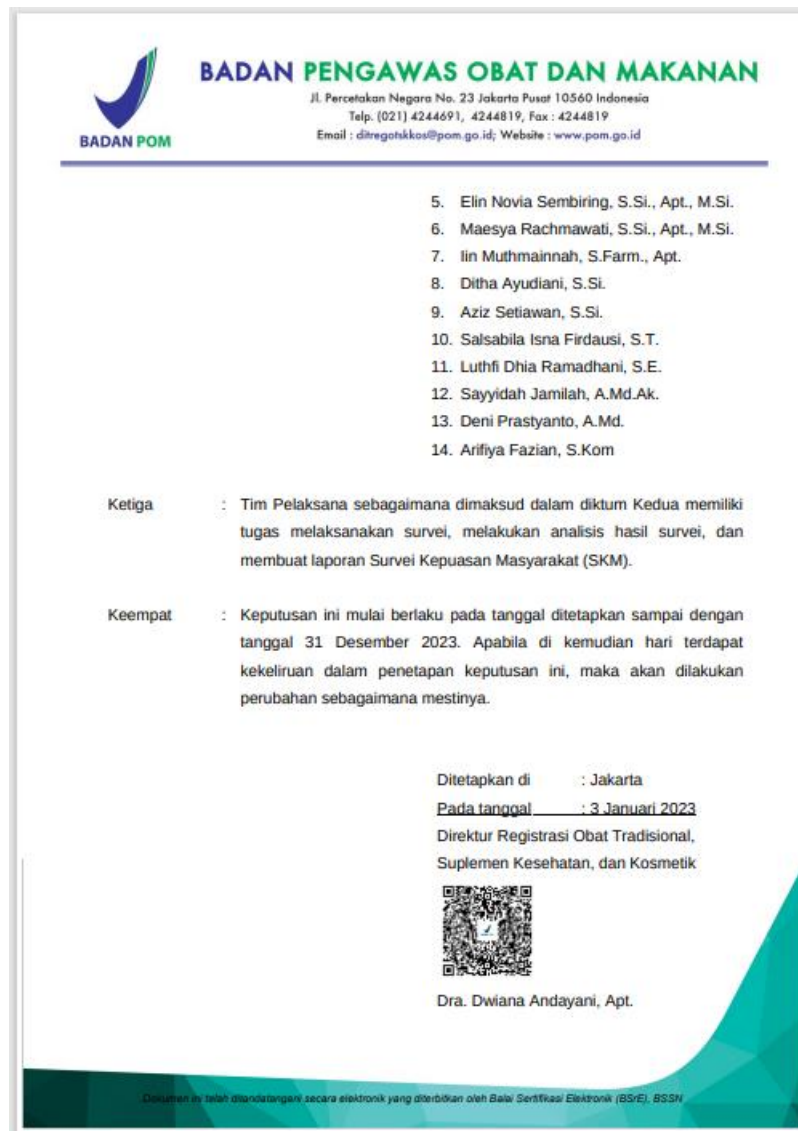 BADAN POM
BADAN PENGAWAS OBAT DAN MAKANAN
Jl. Percetakan Negara No. 23 Jakarta Pusat 10560 Indonesia
Telp. (021) 4244691, 4244819, Fax : 4244819
Email : ditregotskkos@pom.go.id; Website : www.pom.go.id
5. Elin Novia Sembiring, S.Si., Apt., M.Si.
6. Maesya Rachmawati, S.Si., Apt., M.Si.
7. Iin Muthmainnah, S.Farm., Apt.
8. Ditha Ayudiani, S.Si.
9. Aziz Setiawan, S.Si.
10. Salsabila Isna Firdausi, S.T.
11. Luthfi Dhia Ramadhani, S.E.
12. Sayyidah Jamilah, A.Md.Ak.
13. Deni Prastyanto, A.Md.
14. Arifiya Fazian, S.Kom
Ketiga : Tim Pelaksana sebagaimana dimaksud dalam diktum Kedua memiliki
tugas melaksanakan survei, melakukan analisis hasil survei, dan
membuat laporan Survei Kepuasan Masyarakat (SKM).
Keempat : Keputusan ini mulai berlaku pada tanggal ditetapkan sampai dengan
tanggal 31 Desember 2023. Apabila di kemudian hari terdapat
kekeliruan dalam penetapan keputusan ini, maka akan dilakukan
perubahan sebagaimana mestinya.
Ditetapkan di : Jakarta
Pada tanggal : 3 Januari 2023
Direktur Registrasi Obat Tradisional,
Suplemen Kesehatan, dan Kosmetik
Dra. Dwiana Andayani, Apt.
Dokumen ini telah ditandatangani secara elektronik yang diterbitkan oleh Balai Sertifikasi Elektronik (BSrE), BSSN